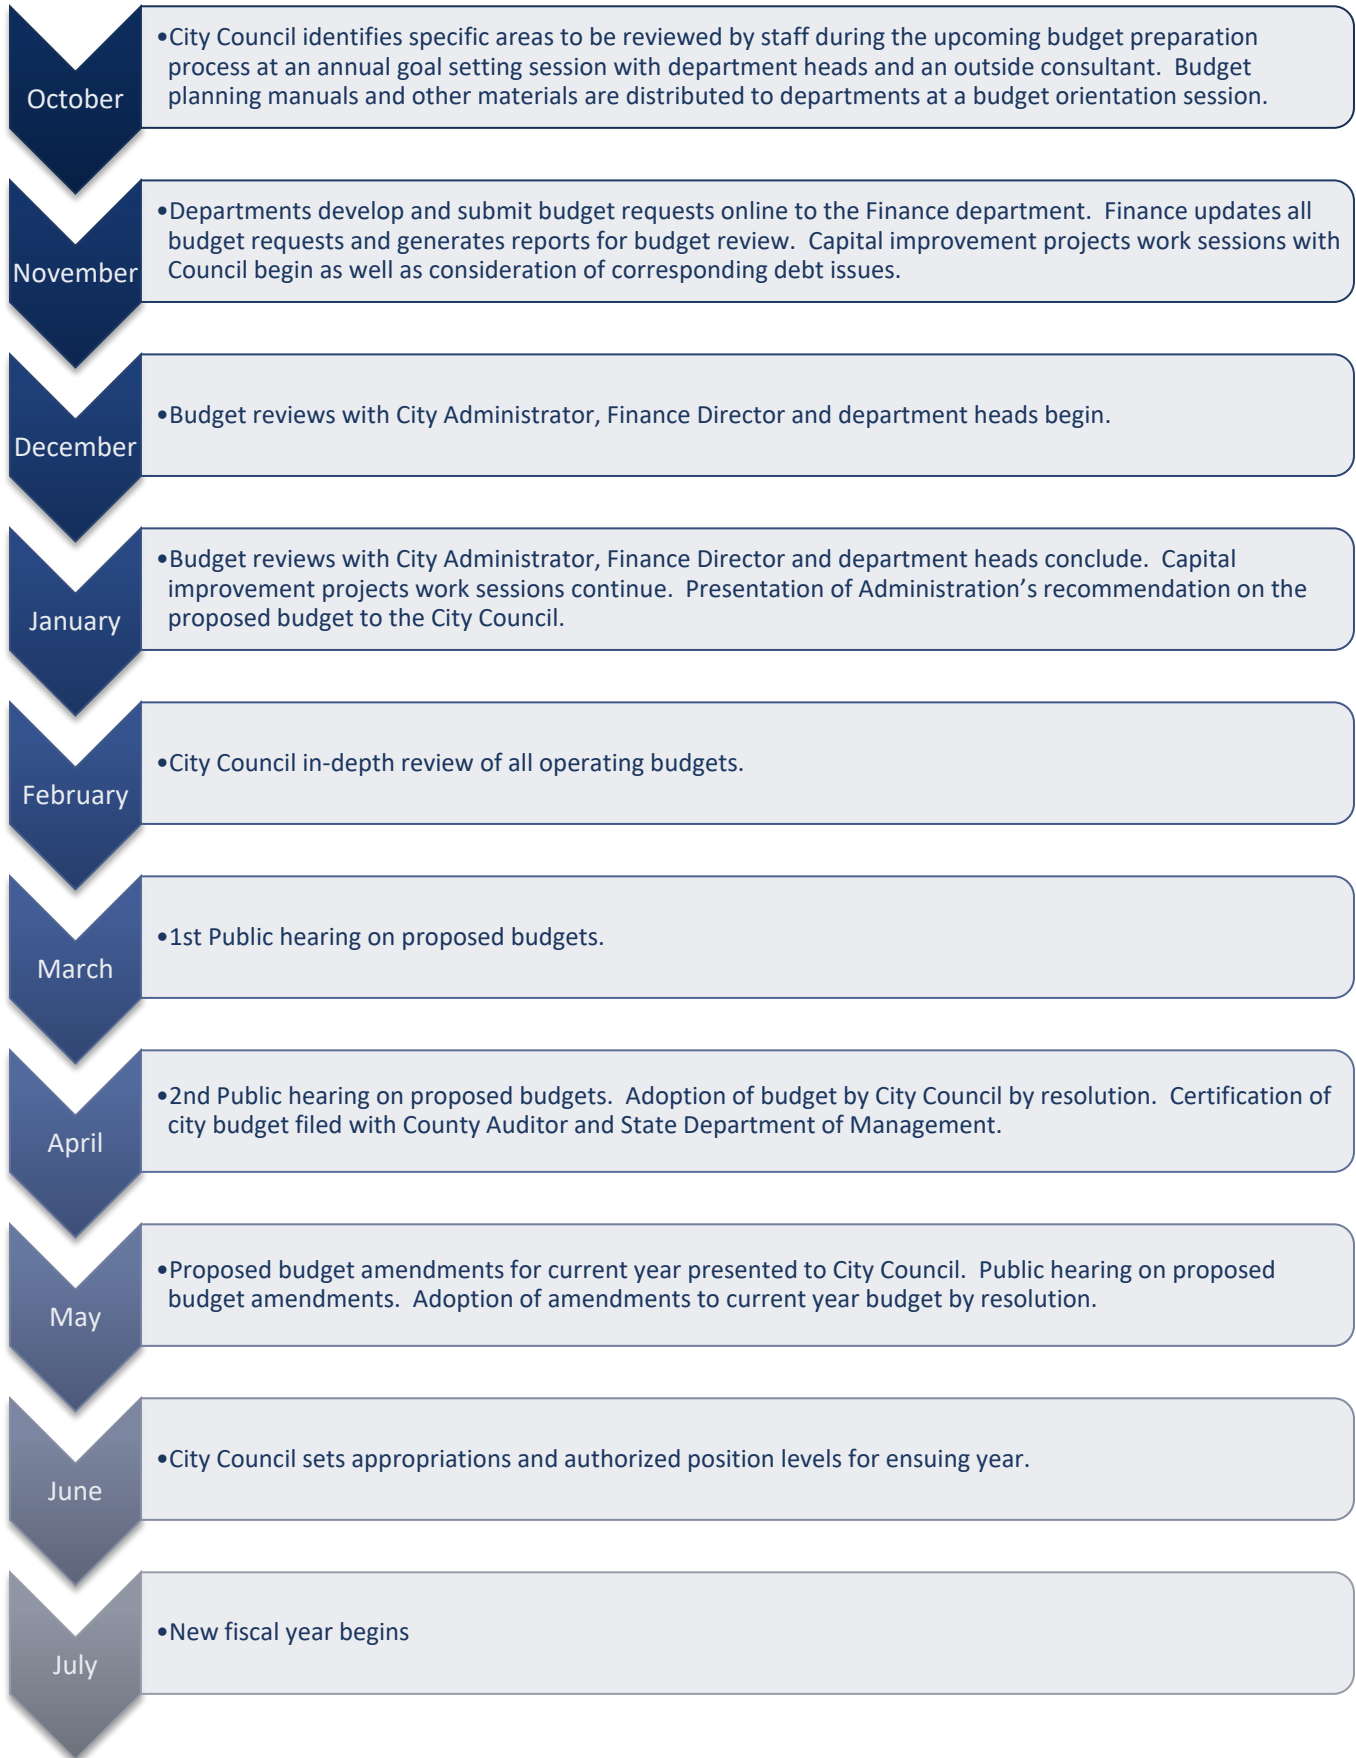 October
•City Council identifies specific areas to be reviewed by staff during the upcoming budget preparation
process at an annual goal setting session with department heads and an outside consultant.  Budget
planning manuals and other materials are distributed to departments at a budget orientation session.
November
•Departments develop and submit budget requests online to the Finance department.  Finance updates all
budget requests and generates reports for budget review.  Capital improvement projects work sessions with
Council begin as well as consideration of corresponding debt issues.
December
•Budget reviews with City Administrator, Finance Director and department heads begin.
January
•Budget reviews with City Administrator, Finance Director and department heads conclude.  Capital
improvement projects work sessions continue.  Presentation of Administration’s recommendation on the
proposed budget to the City Council.
February
•City Council in-depth review of all operating budgets.
March
•1st Public hearing on proposed budgets.
April
•2nd Public hearing on proposed budgets.  Adoption of budget by City Council by resolution.  Certification of
city budget filed with County Auditor and State Department of Management.
May
•Proposed budget amendments for current year presented to City Council.  Public hearing on proposed
budget amendments.  Adoption of amendments to current year budget by resolution.
June
•City Council sets appropriations and authorized position levels for ensuing year.
July
•New fiscal year begins